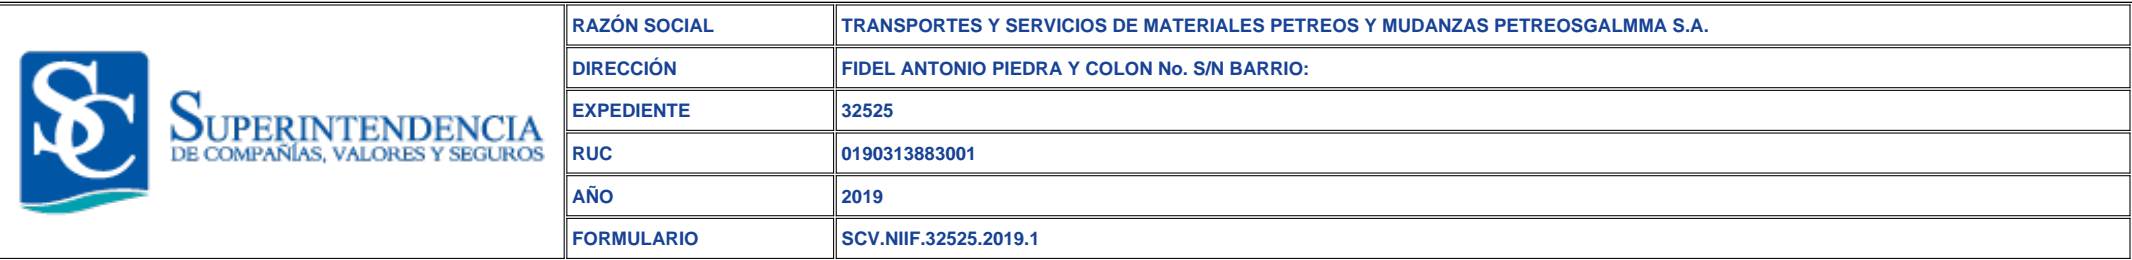 SC
SUPERINTENDENCIA
DE COMPAÑÍAS, VALORES Y SEGUROS
RAZÓN SOCIAL TRANSPORTES Y SERVICIOS DE MATERIALES PETREOS Y MUDANZAS PETREOSGALMMA S.A.
DIRECCIÓN FIDEL ANTONIO PIEDRA Y COLON No. S/N BARRIO:
EXPEDIENTE 32525
RUC 0190313883001
AÑO 2019
FORMULARIO SCV.NIIF.32525.2019.1